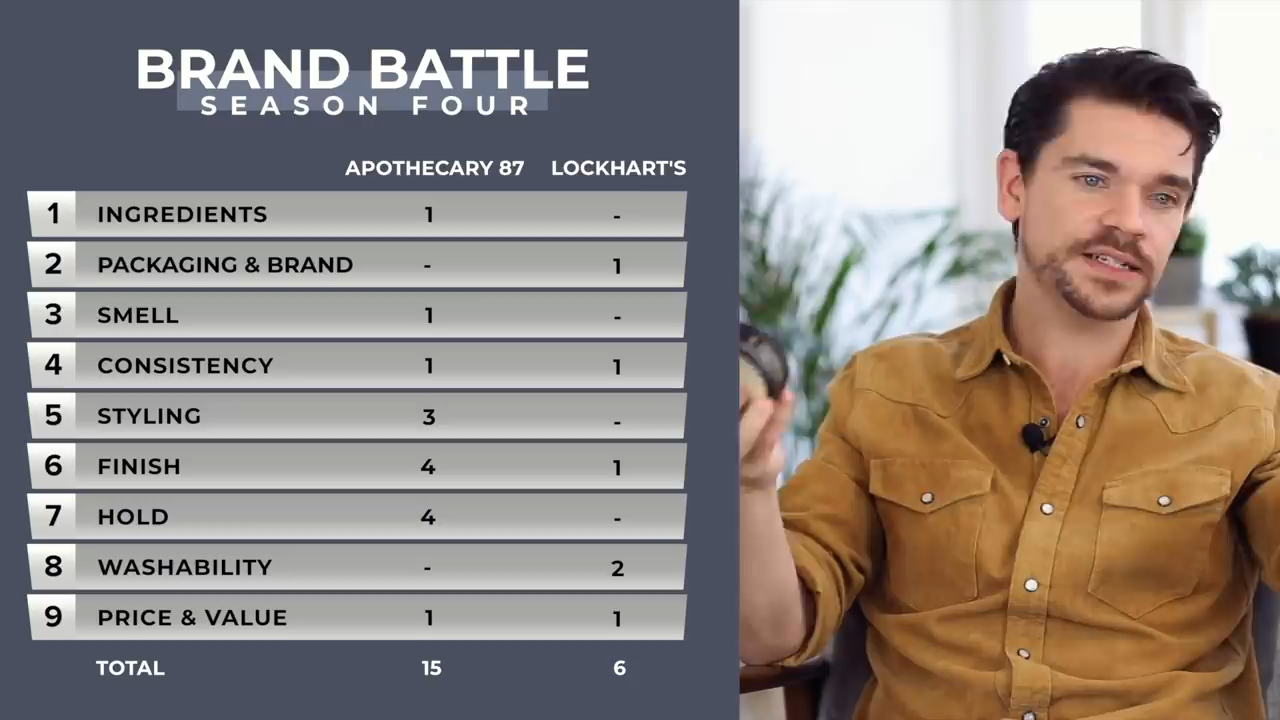 BRAND BATTLE
SEASON FOUR
APOTHECARY 87 LOCKHART'S
1 INGREDIENTS 1 -
2 PACKAGING & BRAND - 1
3 SMELL 1 -
4 CONSISTENCY 1 1
5 STYLING 3 -
6 FINISH 4 1
7 HOLD 4 -
8 WASHABILITY - 2
9 PRICE & VALUE 1 1
TOTAL 15 6